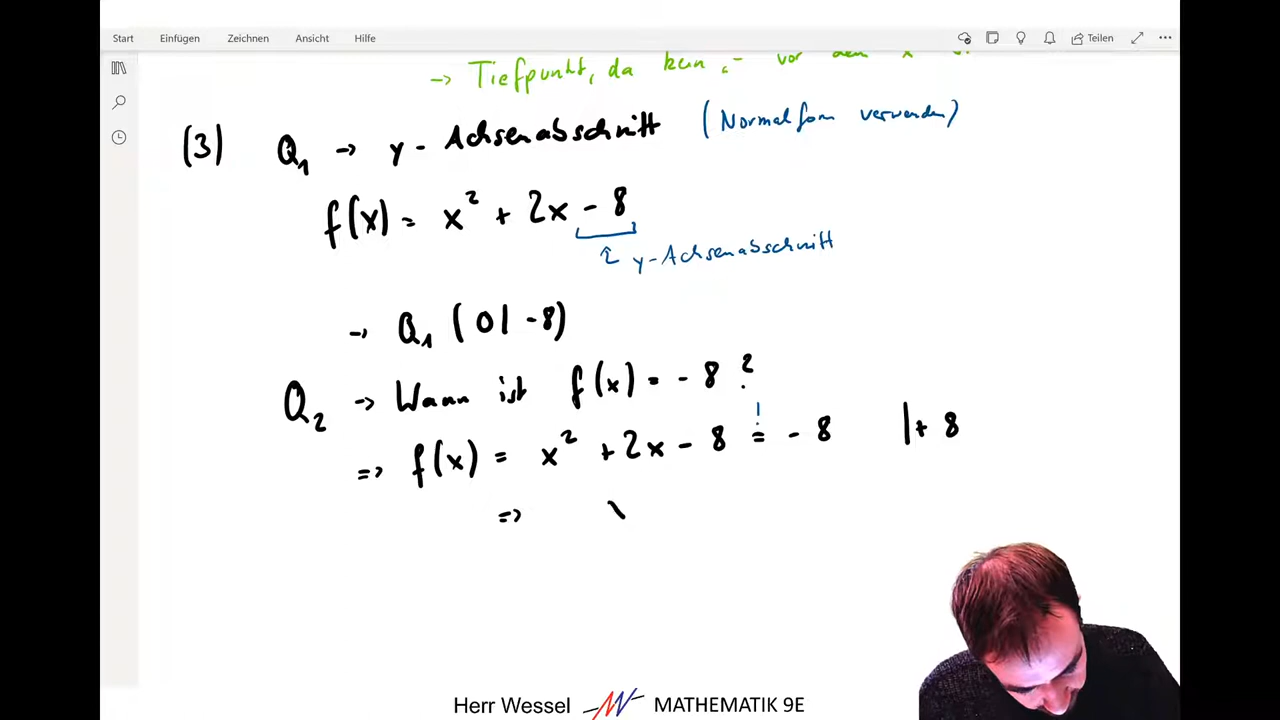 Start Einfügen Zeichnen Ansicht Hilfe Teilen
→ Tiefpunkt, da kein „-" vor dem x
(3) Q₁ → y-Achsenabschnitt (Normalform verwenden)
f(x) = x² + 2x - 8
y-Achsenabschnitt
→ Q₁ (0 | -8)
Q₂ → Wann ist f(x) = -8 ?
⇒ f(x) = x² + 2x - 8 =! -8 |+ 8
⇒
Herr Wessel MATHEMATIK 9E